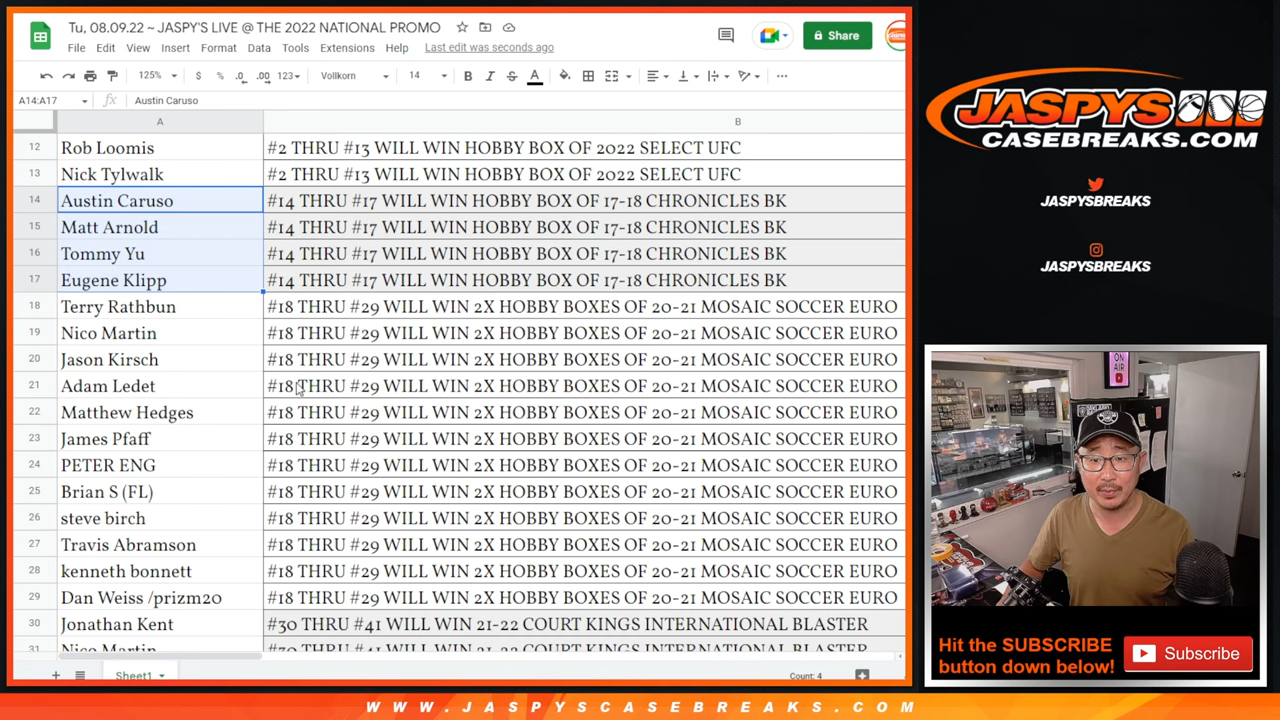 Tu, 08.09.22 ~ JASPY'S LIVE @ THE 2022 NATIONAL PROMO
File Edit View Insert Format Data Tools Extensions Help Last edit was seconds ago
Share
125% $ % .0 .00 123 Vollkorn 14 B I S A
A14:A17 fx Austin Caruso
A B
12 Rob Loomis #2 THRU #13 WILL WIN HOBBY BOX OF 2022 SELECT UFC
13 Nick Tylwalk #2 THRU #13 WILL WIN HOBBY BOX OF 2022 SELECT UFC
14 Austin Caruso #14 THRU #17 WILL WIN HOBBY BOX OF 17-18 CHRONICLES BK
15 Matt Arnold #14 THRU #17 WILL WIN HOBBY BOX OF 17-18 CHRONICLES BK
16 Tommy Yu #14 THRU #17 WILL WIN HOBBY BOX OF 17-18 CHRONICLES BK
17 Eugene Klipp #14 THRU #17 WILL WIN HOBBY BOX OF 17-18 CHRONICLES BK
18 Terry Rathbun #18 THRU #29 WILL WIN 2X HOBBY BOXES OF 20-21 MOSAIC SOCCER EURO
19 Nico Martin #18 THRU #29 WILL WIN 2X HOBBY BOXES OF 20-21 MOSAIC SOCCER EURO
20 Jason Kirsch #18 THRU #29 WILL WIN 2X HOBBY BOXES OF 20-21 MOSAIC SOCCER EURO
21 Adam Ledet #18 THRU #29 WILL WIN 2X HOBBY BOXES OF 20-21 MOSAIC SOCCER EURO
22 Matthew Hedges #18 THRU #29 WILL WIN 2X HOBBY BOXES OF 20-21 MOSAIC SOCCER EURO
23 James Pfaff #18 THRU #29 WILL WIN 2X HOBBY BOXES OF 20-21 MOSAIC SOCCER EURO
24 PETER ENG #18 THRU #29 WILL WIN 2X HOBBY BOXES OF 20-21 MOSAIC SOCCER EURO
25 Brian S (FL) #18 THRU #29 WILL WIN 2X HOBBY BOXES OF 20-21 MOSAIC SOCCER EURO
26 steve birch #18 THRU #29 WILL WIN 2X HOBBY BOXES OF 20-21 MOSAIC SOCCER EURO
27 Travis Abramson #18 THRU #29 WILL WIN 2X HOBBY BOXES OF 20-21 MOSAIC SOCCER EURO
28 kenneth bonnett #18 THRU #29 WILL WIN 2X HOBBY BOXES OF 20-21 MOSAIC SOCCER EURO
29 Dan Weiss /prizm20 #18 THRU #29 WILL WIN 2X HOBBY BOXES OF 20-21 MOSAIC SOCCER EURO
30 Jonathan Kent #30 THRU #41 WILL WIN 21-22 COURT KINGS INTERNATIONAL BLASTER
31 Nico Martin #30 THRU #41 WILL WIN 21-22 COURT KINGS INTERNATIONAL BLASTER
Sheet1 Count: 4
JASPYS
CASEBREAKS.COM
JASPYSBREAKS
JASPYSBREAKS
ON AIR
Hit the SUBSCRIBE
button down below!
Subscribe
WWW.JASPYSCASEBREAKS.COM